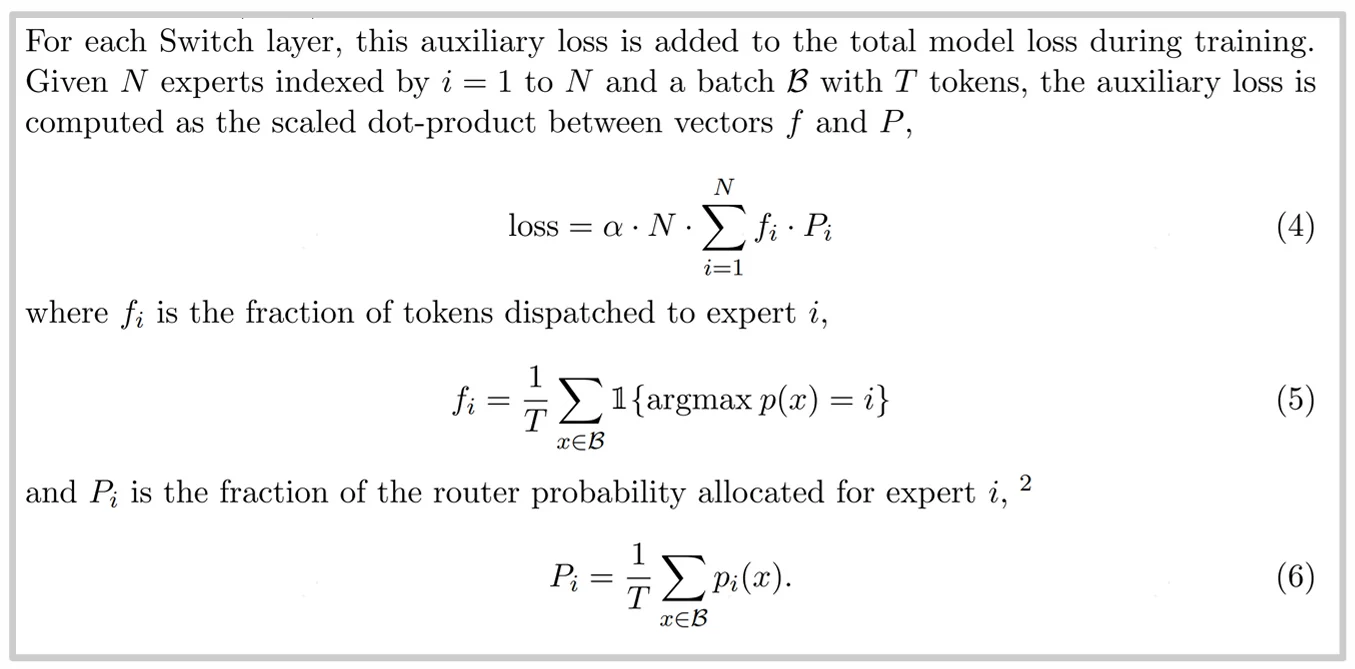 For each Switch layer, this auxiliary loss is added to the total model loss during training.
Given N experts indexed by i = 1 to N and a batch ℬ with T tokens, the auxiliary loss is
computed as the scaled dot-product between vectors f and P,
loss = α · N · ∑_{i=1}^{N} f_i · P_i (4)
where f_i is the fraction of tokens dispatched to expert i,
f_i = \frac{1}{T} ∑_{x∈ℬ} 𝟙{argmax p(x) = i} (5)
and P_i is the fraction of the router probability allocated for expert i, ²
P_i = \frac{1}{T} ∑_{x∈ℬ} p_i(x). (6)